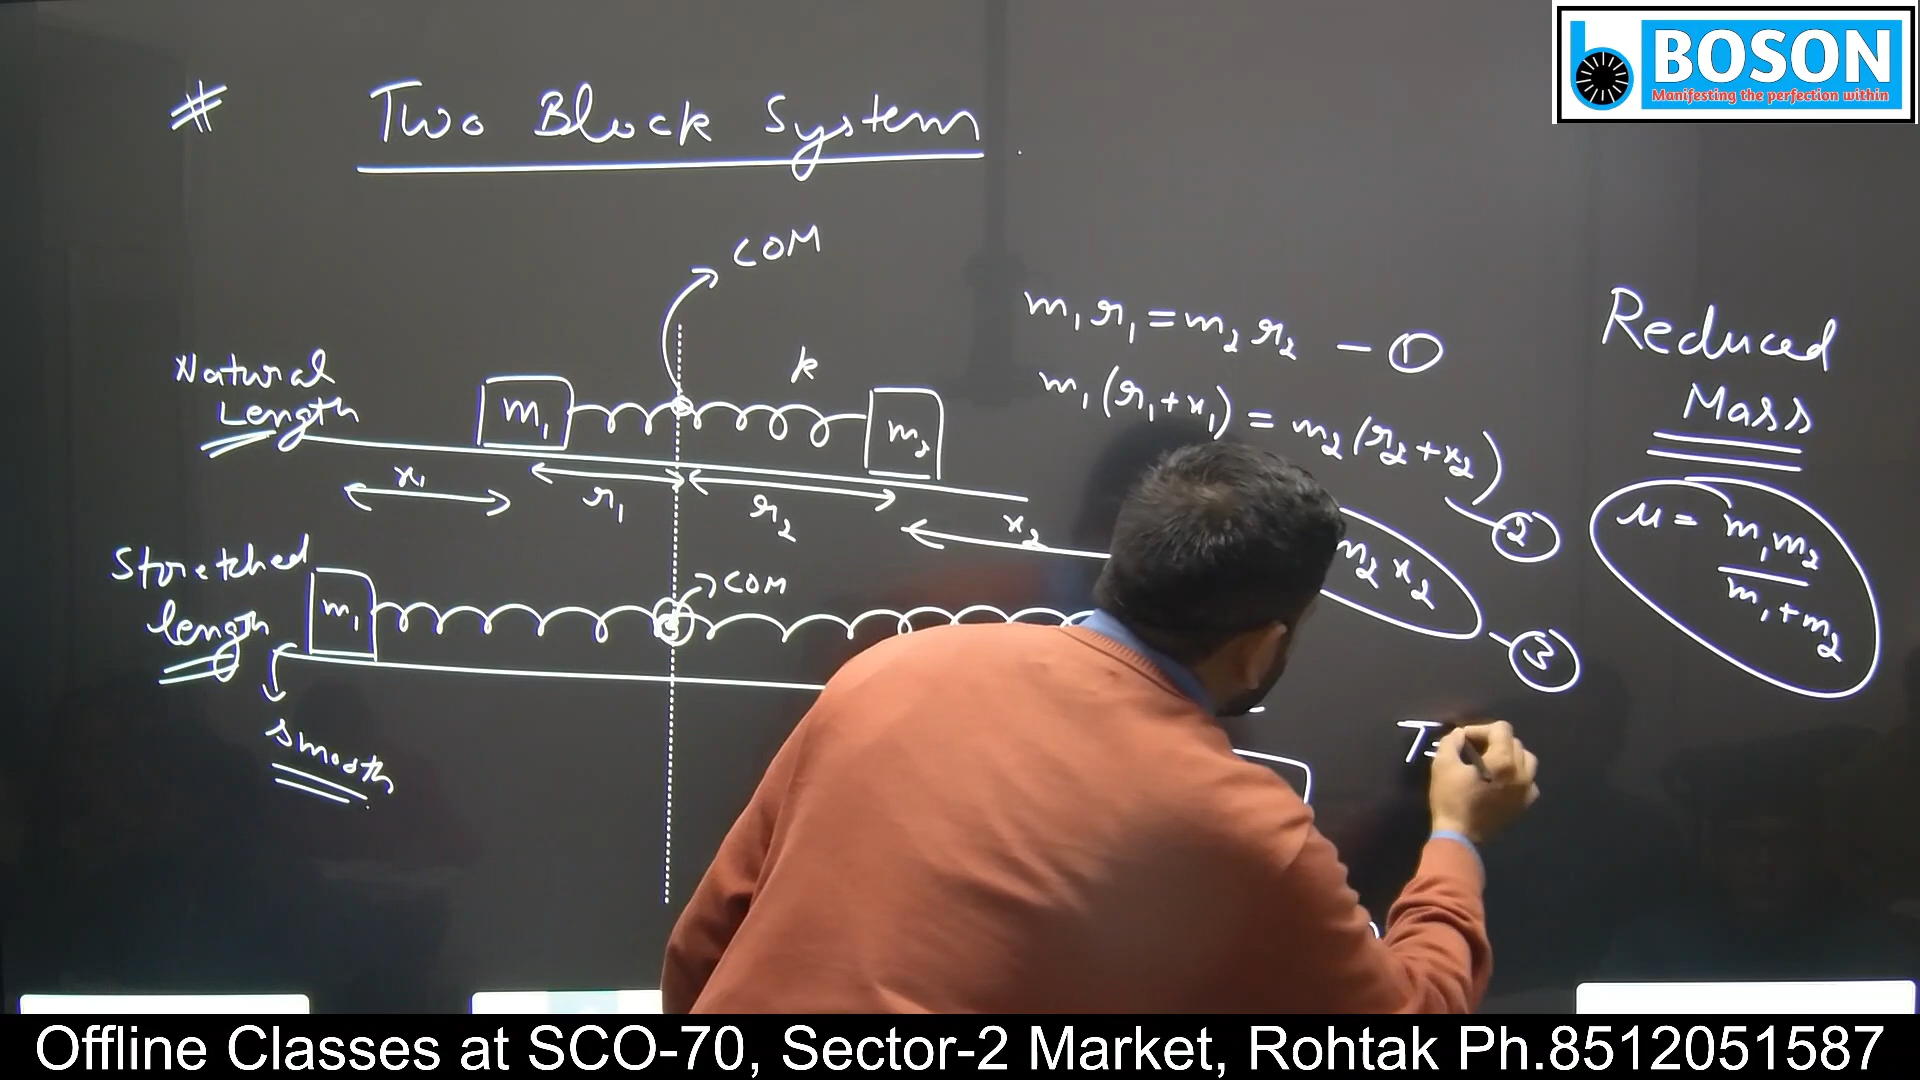 BOSON
Manifesting the perfection within
# Two Block System
COM
m₁r₁ = m₂r₂ – ①
Reduced
Mass
Natural
Length
m₁
k
m₂
m₁(r₁+x₁) = m₂(r₂+x₂)
②
x₁
r₁
r₂
x₂
μ = m₁m₂
m₁+m₂
Stretched
length
m₁
COM
m₂x₂
③
smooth
T=
Offline Classes at SCO-70, Sector-2 Market, Rohtak Ph.8512051587